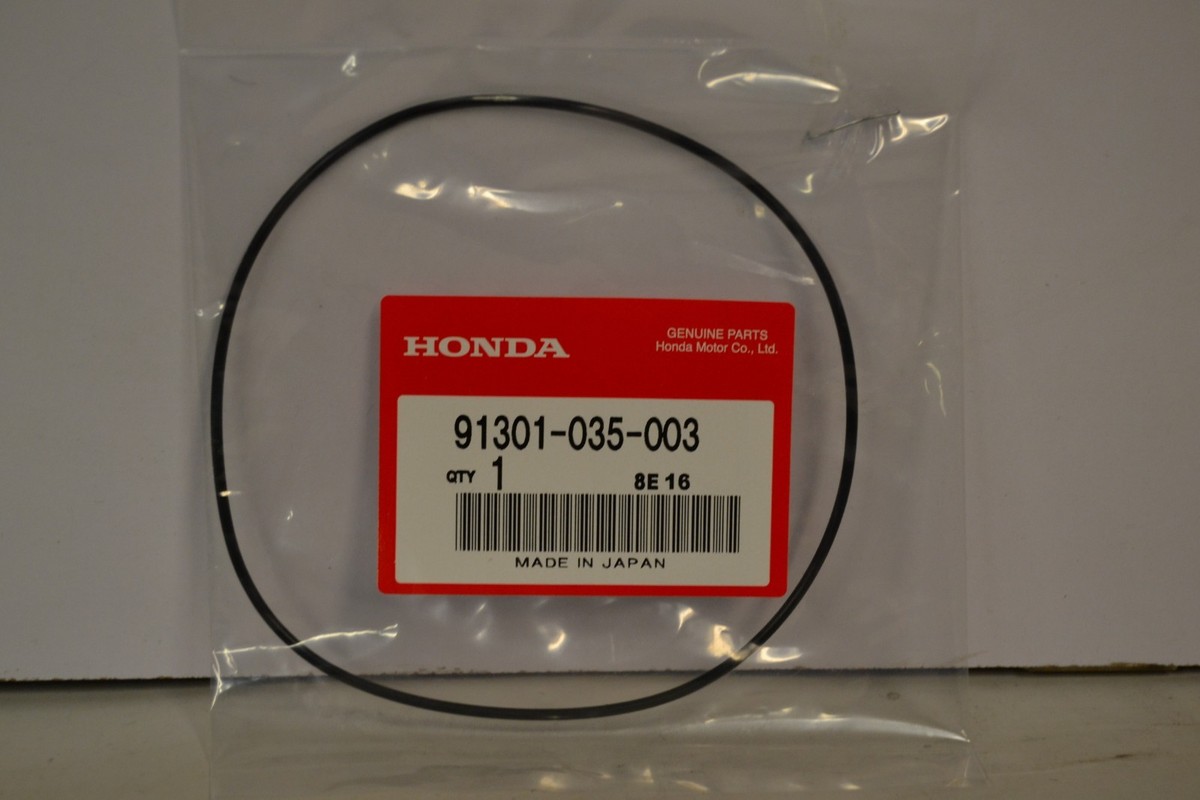 HONDA
GENUINE PARTS
Honda Motor Co., Ltd.
91301-035-003
QTY 1 8E 16
MADE IN JAPAN